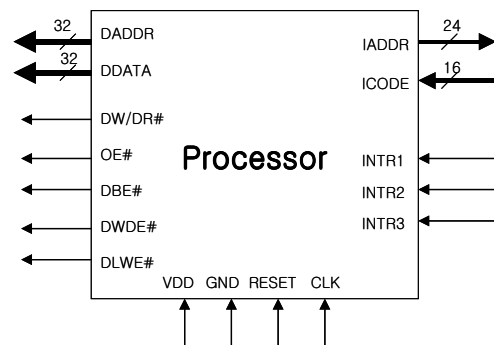 32
DADDR
32
DDATA
DW/DR#
OE#
DBE#
DWDE#
DLWE#
Processor
24
IADDR
16
ICODE
INTR1
INTR2
INTR3
VDD GND RESET CLK